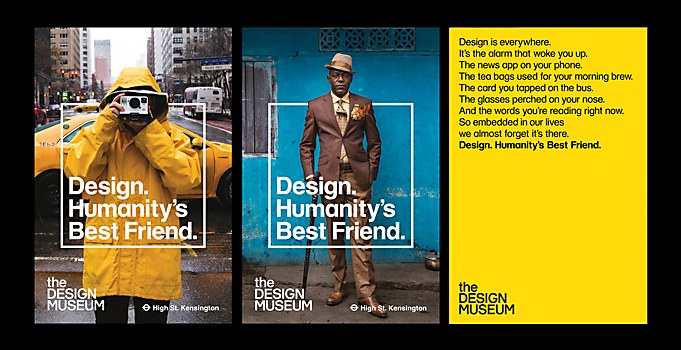 Design.
Humanity's
Best Friend.
the
DESIGN
MUSEUM
High St. Kensington
Design.
Humanity's
Best Friend.
the
DESIGN
MUSEUM
High St. Kensington
Design is everywhere.
It's the alarm that woke you up.
The news app on your phone.
The tea bags used for your morning brew.
The card you tapped on the bus.
The glasses perched on your nose.
And the words you're reading right now.
So embedded in our lives
we almost forget it's there.
Design. Humanity's Best Friend.
the
DESIGN
MUSEUM